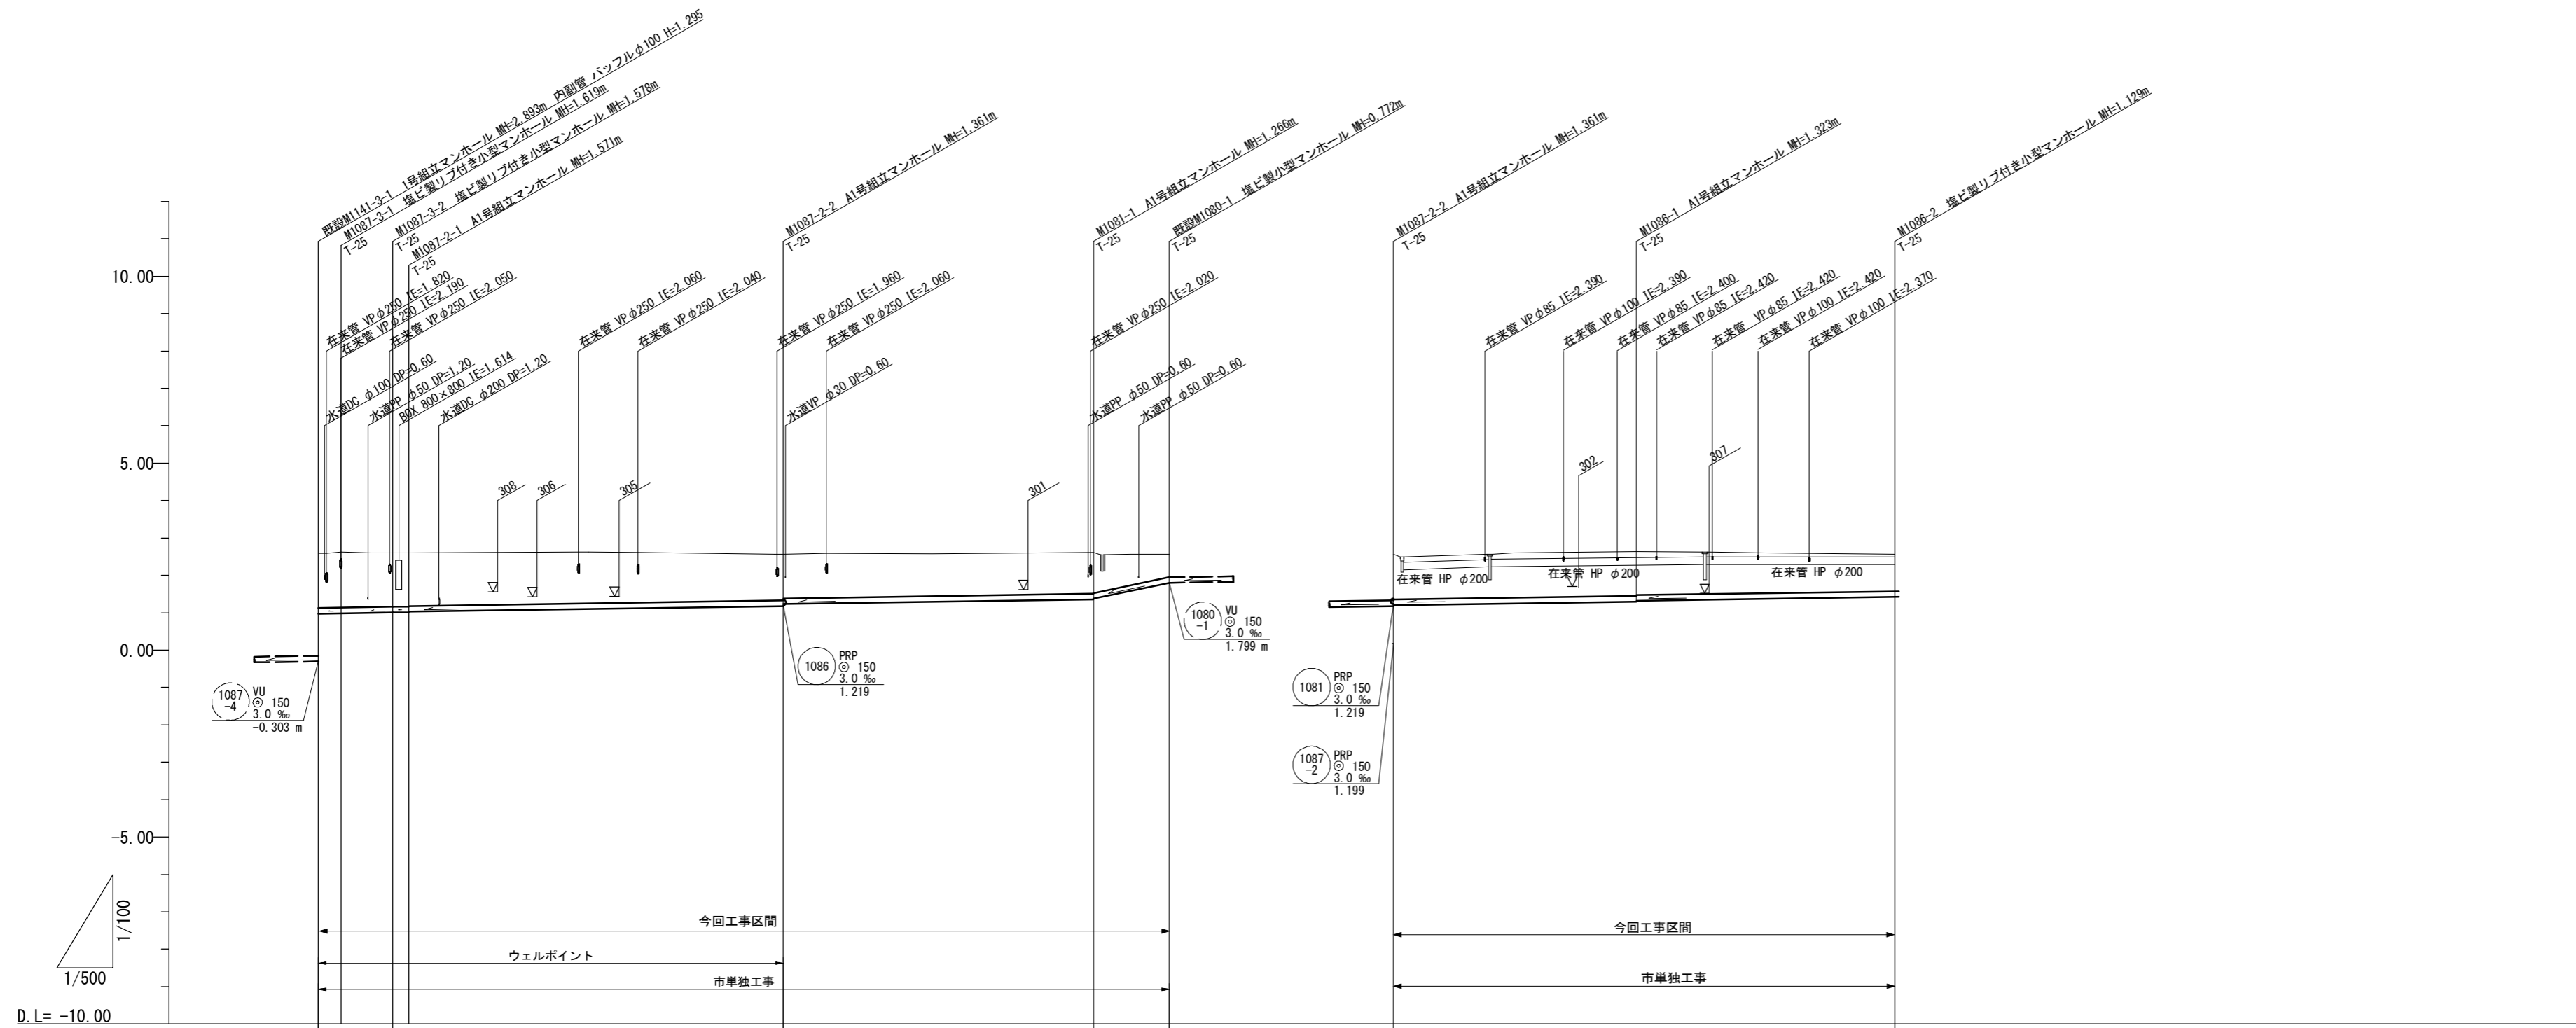 既設M1141-3-1 1号組立マンホール MH=2.893m 内副管 バッフルφ100 H=1.295
M1087-3-1 塩ビ製リブ付き小型マンホール MH=1.619m
T-25
M1087-3-2 塩ビ製リブ付き小型マンホール MH=1.578m
T-25
M1087-2-1 A1号組立マンホール MH=1.571m
T-25
M1087-2-2 A1号組立マンホール MH=1.361m
T-25
M1081-1 A1号組立マンホール MH=1.266m
T-25
既設M1080-1 塩ビ製小型マンホール MH=0.772m
T-25
M1087-2-2 A1号組立マンホール MH=1.361m
T-25
M1086-1 A1号組立マンホール MH=1.323m
T-25
M1086-2 塩ビ製リブ付き小型マンホール MH=1.129m
T-25
在来管 VPφ250 IE=1.820
在来管 VPφ250 IE=2.190
在来管 VPφ250 IE=2.050
在来管 VPφ250 IE=2.060
在来管 VPφ250 IE=2.040
在来管 VPφ250 IE=1.960
在来管 VPφ250 IE=2.060
在来管 VPφ250 IE=2.020
在来管 VPφ85 IE=2.390
在来管 VPφ100 IE=2.390
在来管 VPφ85 IE=2.400
在来管 VPφ85 IE=2.420
在来管 VPφ85 IE=2.420
在来管 VPφ100 IE=2.420
在来管 VPφ100 IE=2.370
水道DC φ100 DP=0.60
水道PP φ50 DP=1.20
BOX 800×800 IE=1.614
水道DC φ200 DP=1.20
水道VP φ30 DP=0.60
水道PP φ50 DP=0.60
水道PP φ50 DP=0.60
308
306
305
301
302
307
10.00
5.00
0.00
-5.00
在来管 HP φ200
在来管 HP φ200
在来管 HP φ200
1087
-4
VU
◎ 150
3.0 ‰
-0.303 m
1086
PRP
◎ 150
3.0 ‰
1.219
1080
-1
VU
◎ 150
3.0 ‰
1.799 m
1081
PRP
◎ 150
3.0 ‰
1.219
1087
-2
PRP
◎ 150
3.0 ‰
1.199
今回工事区間
ウェルポイント
市単独工事
今回工事区間
市単独工事
1/100
1/500
D.L= -10.00